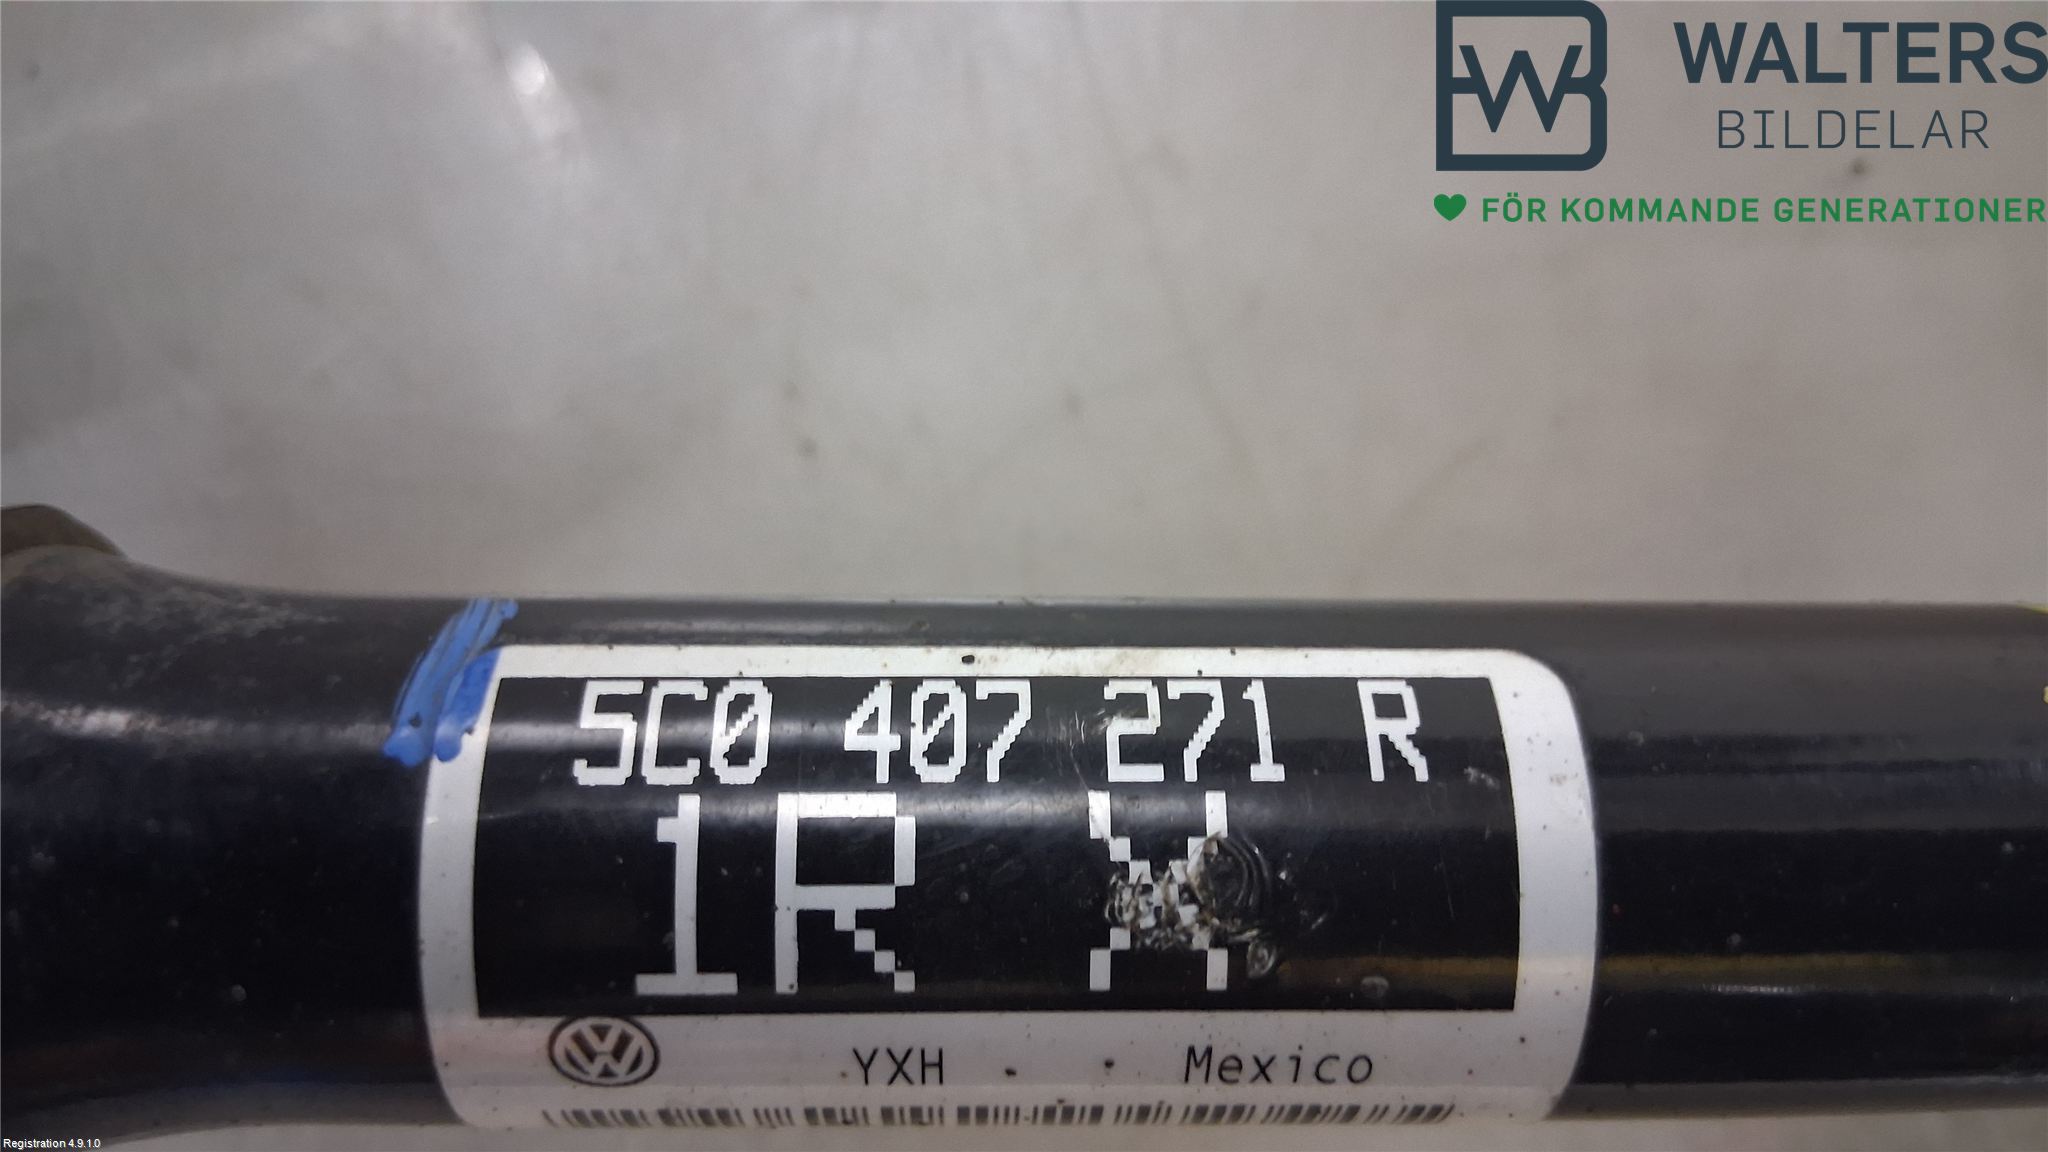 WALTERS
BILDELAR
FÖR KOMMANDE GENERATIONER
5C0 407 271 R
1R X
YXH Mexico
Registration 4.9.1.0